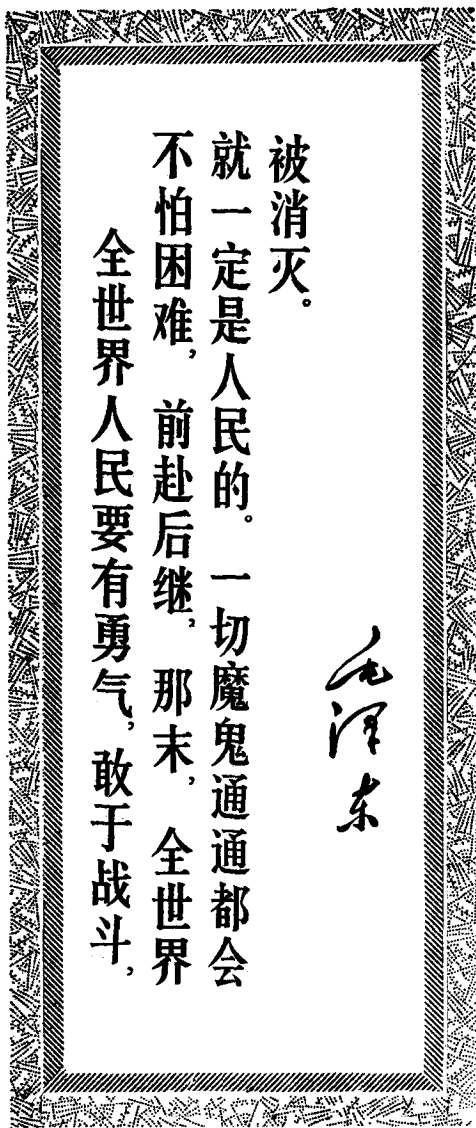 全世界人民要有勇气，敢于战斗，
不怕困难，前赴后继，那末，全世界
就一定是人民的。一切魔鬼通通都会
被消灭。
毛泽东